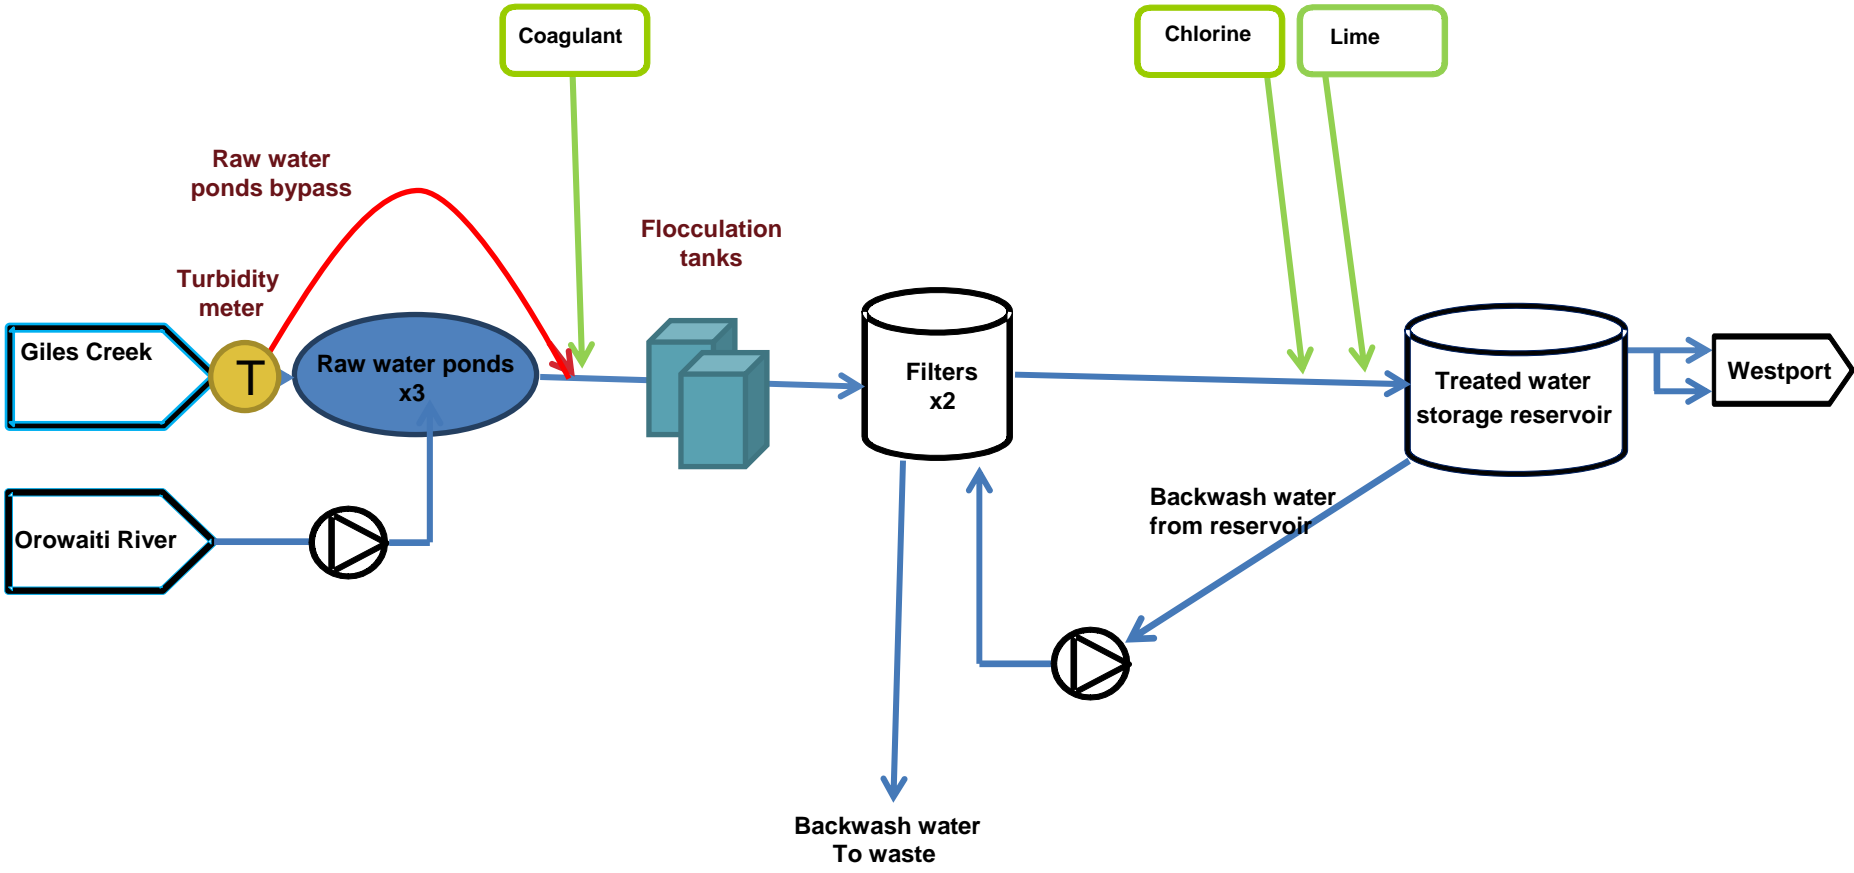 Coagulant
Chlorine
Lime
Raw water
ponds bypass
Flocculation
tanks
Turbidity
meter
Giles Creek
T
Raw water ponds
x3
Filters
x2
Treated water
storage reservoir
Westport
Orowaiti River
Backwash water
from reservoir
Backwash water
To waste